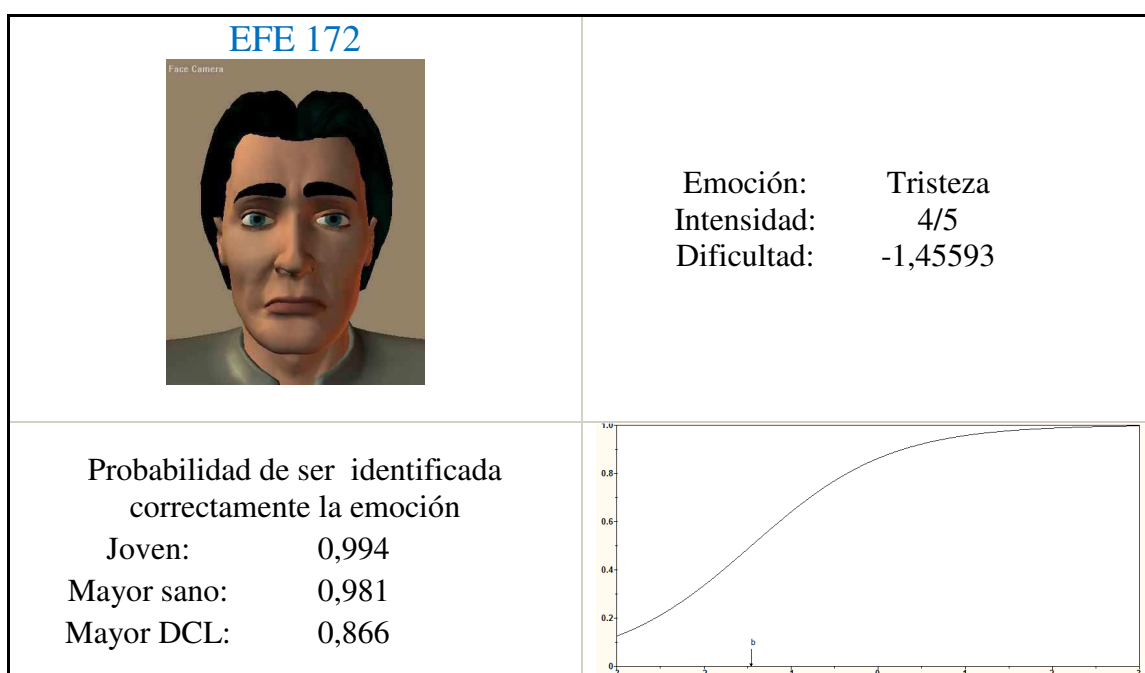 EFE 172
Face Camera
Emoción: Tristeza
Intensidad: 4/5
Dificultad: -1,45593
Probabilidad de ser identificada
correctamente la emoción
Joven: 0,994
Mayor sano: 0,981
Mayor DCL: 0,866
1.0
0.8
0.6
0.4
0.2
0
b